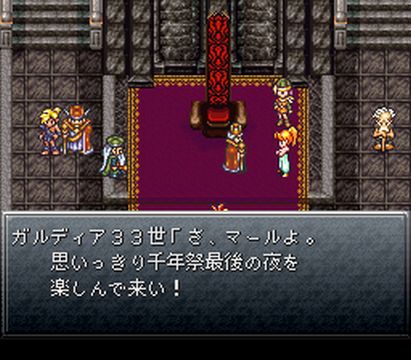 ガルディア３３世「さ、マールよ。
思いっきり千年祭最後の夜を
楽しんで来い！